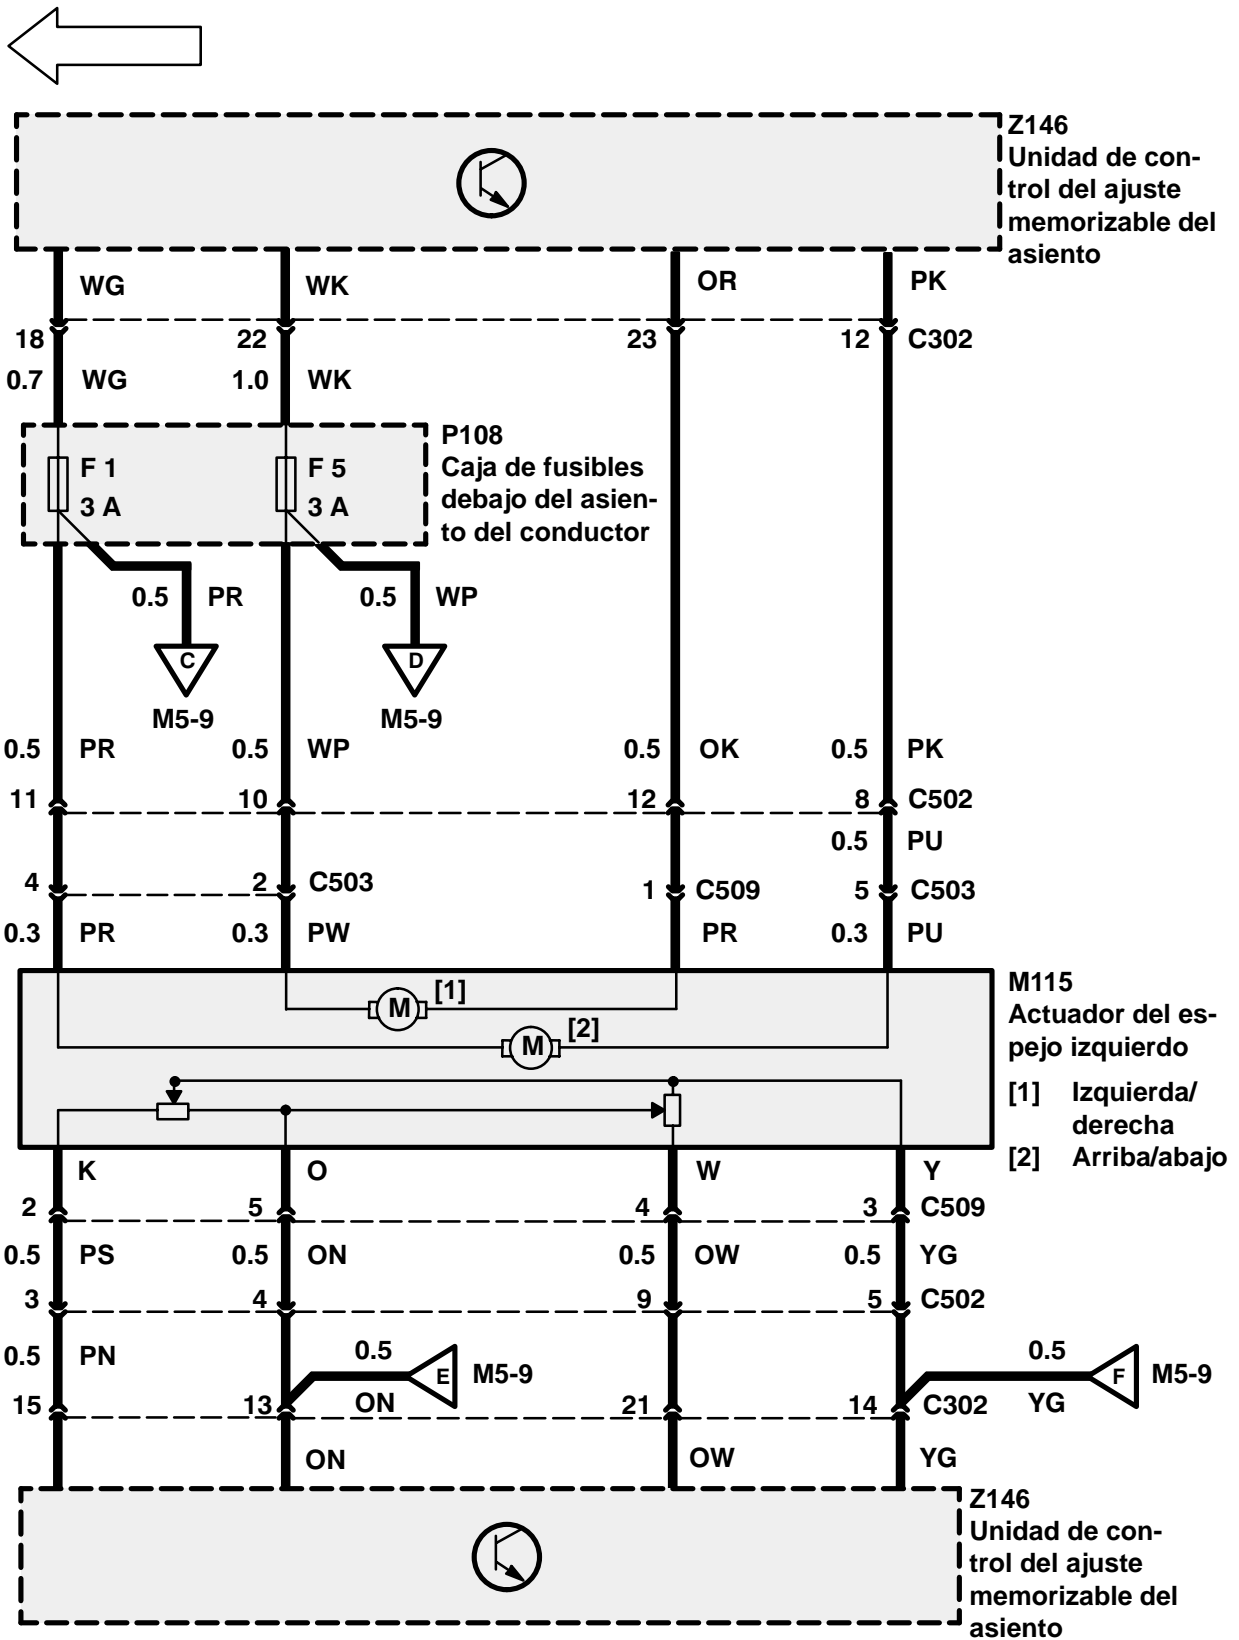 Z146
Unidad de con-
trol del ajuste
memorizable del
asiento
WG WK OR PK
18 22 23 12 C302
0.7 WG 1.0 WK
P108
Caja de fusibles
debajo del asien-
to del conductor
F 1 F 5
3 A 3 A
0.5 PR 0.5 WP
C D
M5-9 M5-9
0.5 PR 0.5 WP 0.5 OK 0.5 PK
11 10 12 8 C502
0.5 PU
4 2 C503 1 C509 5 C503
0.3 PR 0.3 PW PR 0.3 PU
M115
Actuador del es-
pejo izquierdo
[1] Izquierda/
derecha
[2] Arriba/abajo
M [1]
M [2]
K O W Y
2 5 4 3 C509
0.5 PS 0.5 ON 0.5 OW 0.5 YG
3 4 9 5 C502
0.5 PN 0.5 E M5-9 0.5 F M5-9
15 13 ON 21 14 C302 YG
ON OW YG
Z146
Unidad de con-
trol del ajuste
memorizable del
asiento